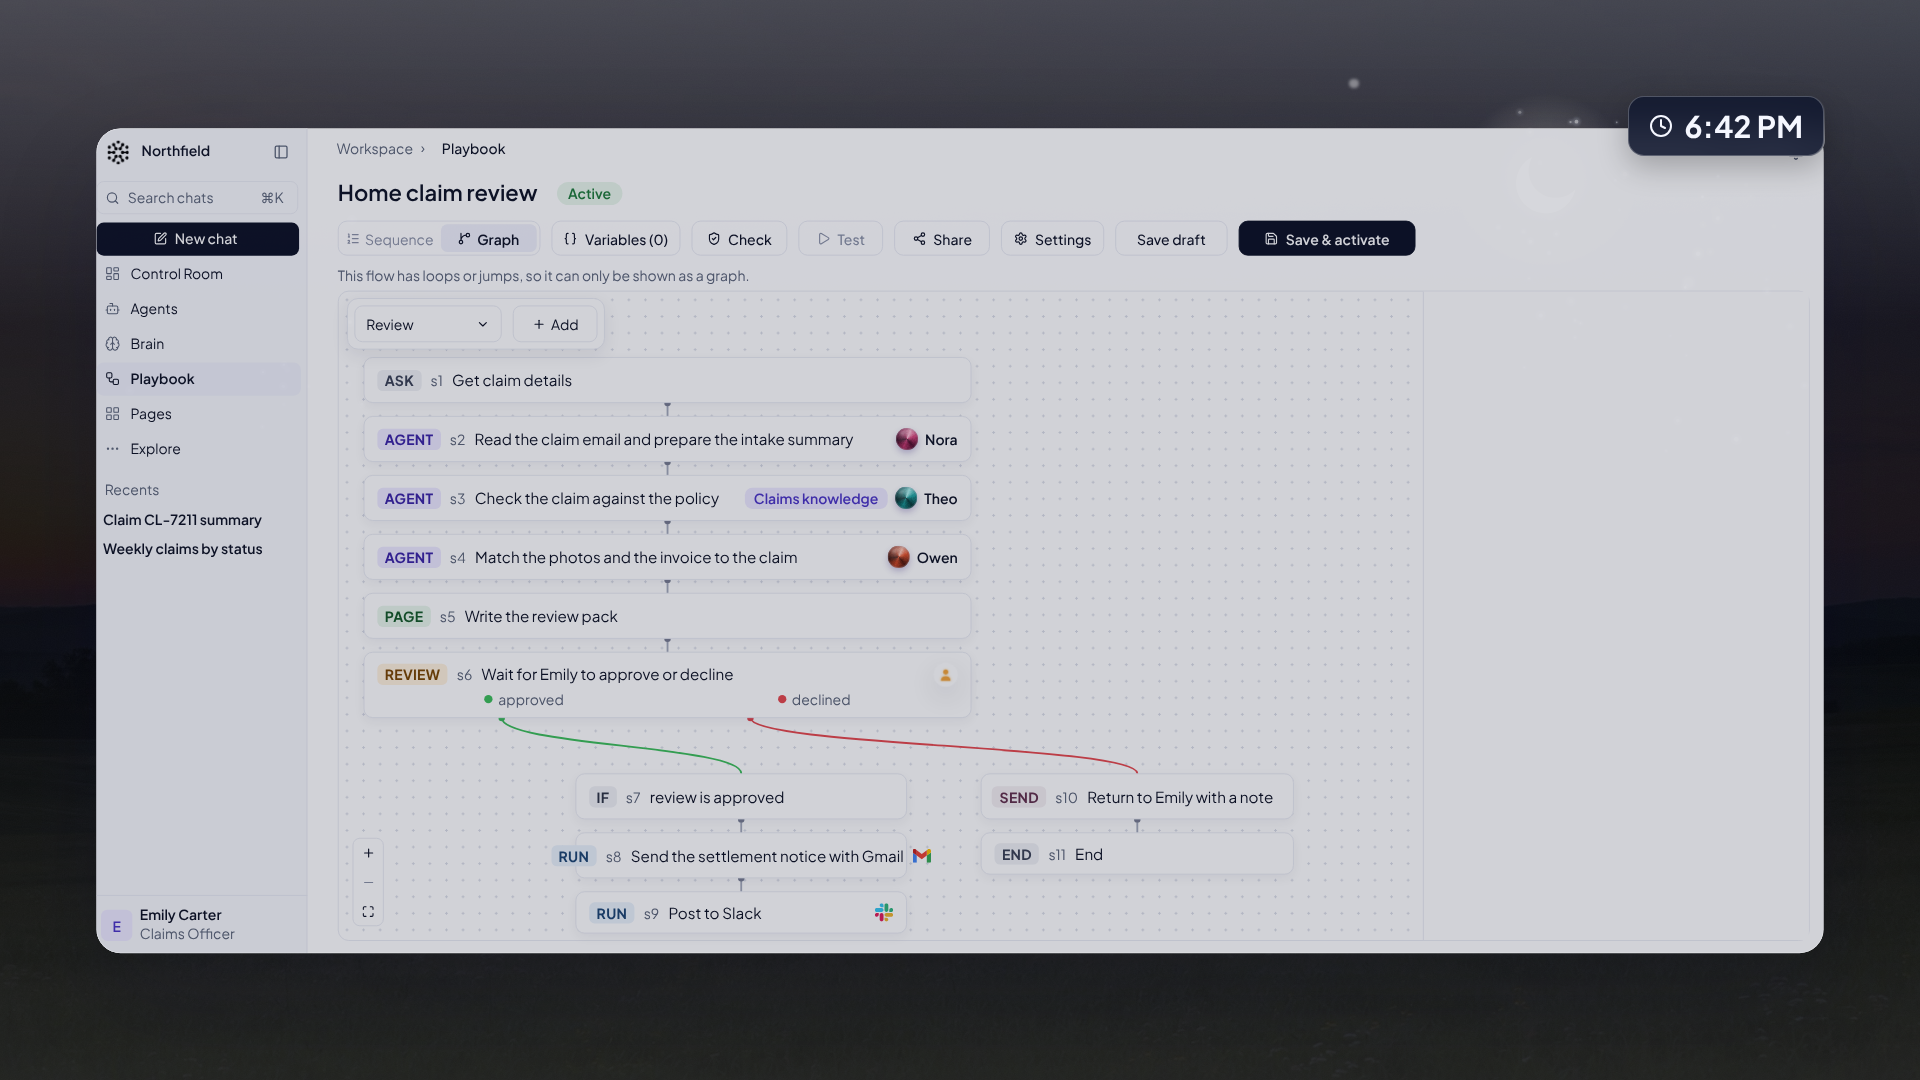 6:42 PM
Northfield
Search chats ⌘K
New chat
Control Room
Agents
Brain
Playbook
Pages
Explore
Recents
Claim CL-7211 summary
Weekly claims by status
E
Emily Carter
Claims Officer
Workspace › Playbook
Home claim review Active
Sequence Graph Variables (0) Check Test Share Settings Save draft Save & activate
This flow has loops or jumps, so it can only be shown as a graph.
Review + Add
ASK s1 Get claim details
AGENT s2 Read the claim email and prepare the intake summary Nora
AGENT s3 Check the claim against the policy Claims knowledge Theo
AGENT s4 Match the photos and the invoice to the claim Owen
PAGE s5 Write the review pack
REVIEW s6 Wait for Emily to approve or decline
approved declined
IF s7 review is approved
SEND s10 Return to Emily with a note
RUN s8 Send the settlement notice with Gmail
END s11 End
RUN s9 Post to Slack